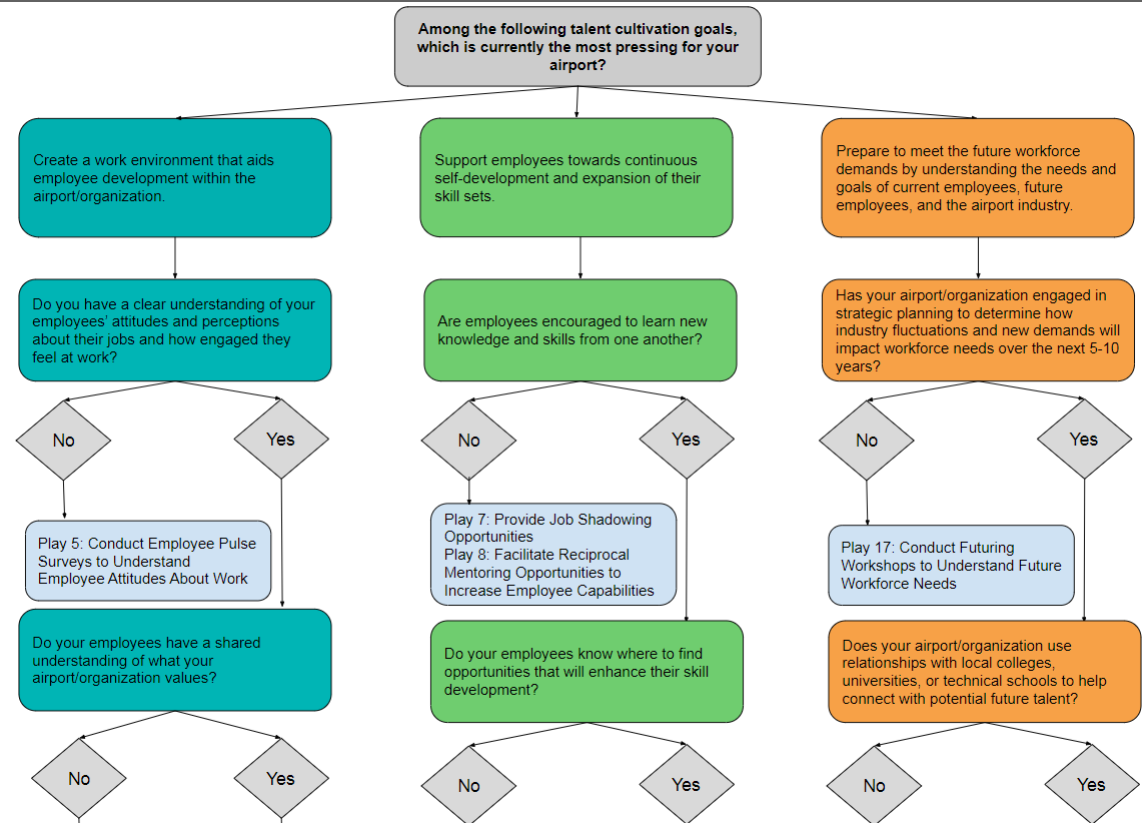 Among the following talent cultivation goals,
which is currently the most pressing for your
airport?
Create a work environment that aids
employee development within the
airport/organization.
Support employees towards continuous
self-development and expansion of their
skill sets.
Prepare to meet the future workforce
demands by understanding the needs and
goals of current employees, future
employees, and the airport industry.
Do you have a clear understanding of your
employees' attitudes and perceptions
about their jobs and how engaged they
feel at work?
Are employees encouraged to learn new
knowledge and skills from one another?
Has your airport/organization engaged in
strategic planning to determine how
industry fluctuations and new demands will
impact workforce needs over the next 5-10
years?
No
Yes
No
Yes
No
Yes
Play 5: Conduct Employee Pulse
Surveys to Understand
Employee Attitudes About Work
Play 7: Provide Job Shadowing
Opportunities
Play 8: Facilitate Reciprocal
Mentoring Opportunities to
Increase Employee Capabilities
Play 17: Conduct Futuring
Workshops to Understand Future
Workforce Needs
Do your employees have a shared
understanding of what your
airport/organization values?
Do your employees know where to find
opportunities that will enhance their skill
development?
Does your airport/organization use
relationships with local colleges,
universities, or technical schools to help
connect with potential future talent?
No
Yes
No
Yes
No
Yes